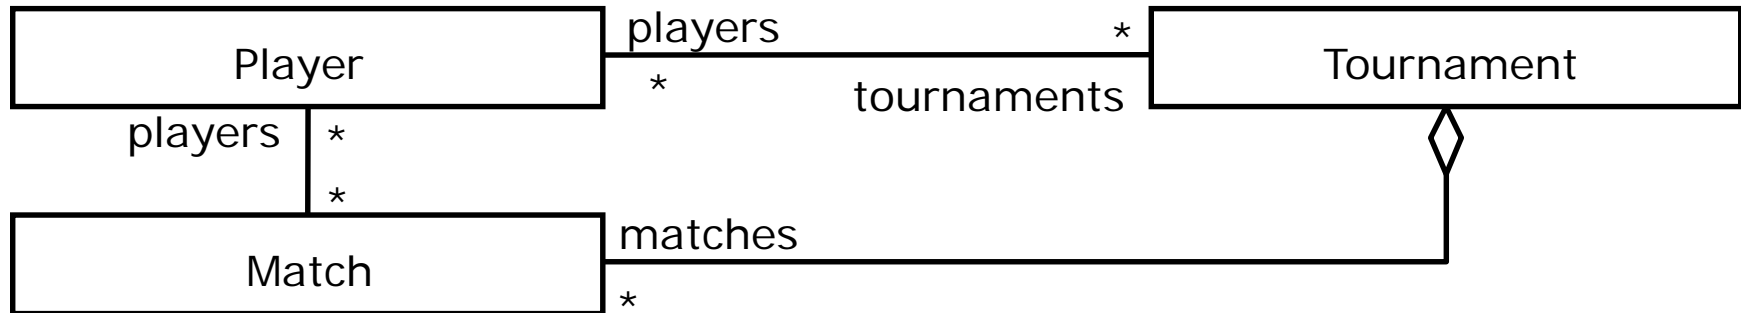 players *
Player Tournament
* tournaments
players *
*
matches
Match
*